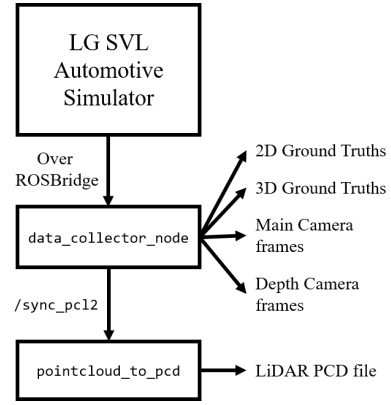 LG SVL
Automotive
Simulator
Over
ROSBridge
2D Ground Truths
3D Ground Truths
data_collector_node
Main Camera
frames
Depth Camera
frames
/sync_pcl2
pointcloud_to_pcd
LiDAR PCD file